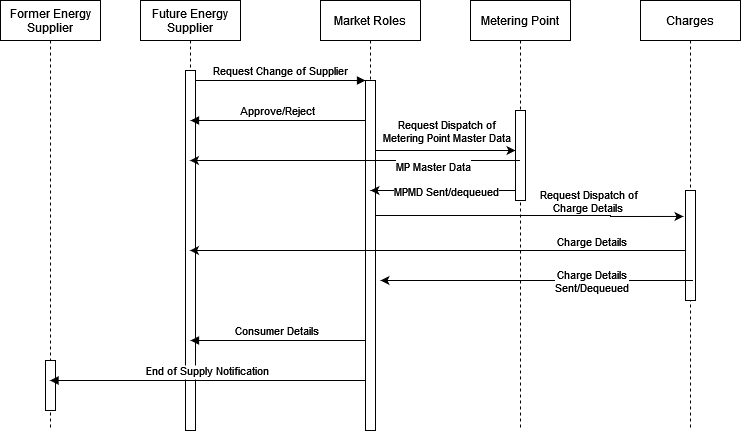 Former Energy
Supplier
Future Energy
Supplier
Market Roles
Metering Point
Charges
Request Change of Supplier
Approve/Reject
Request Dispatch of
Metering Point Master Data
MP Master Data
MPMD Sent/dequeued
Request Dispatch of
Charge Details
Charge Details
Charge Details
Sent/Dequeued
Consumer Details
End of Supply Notification